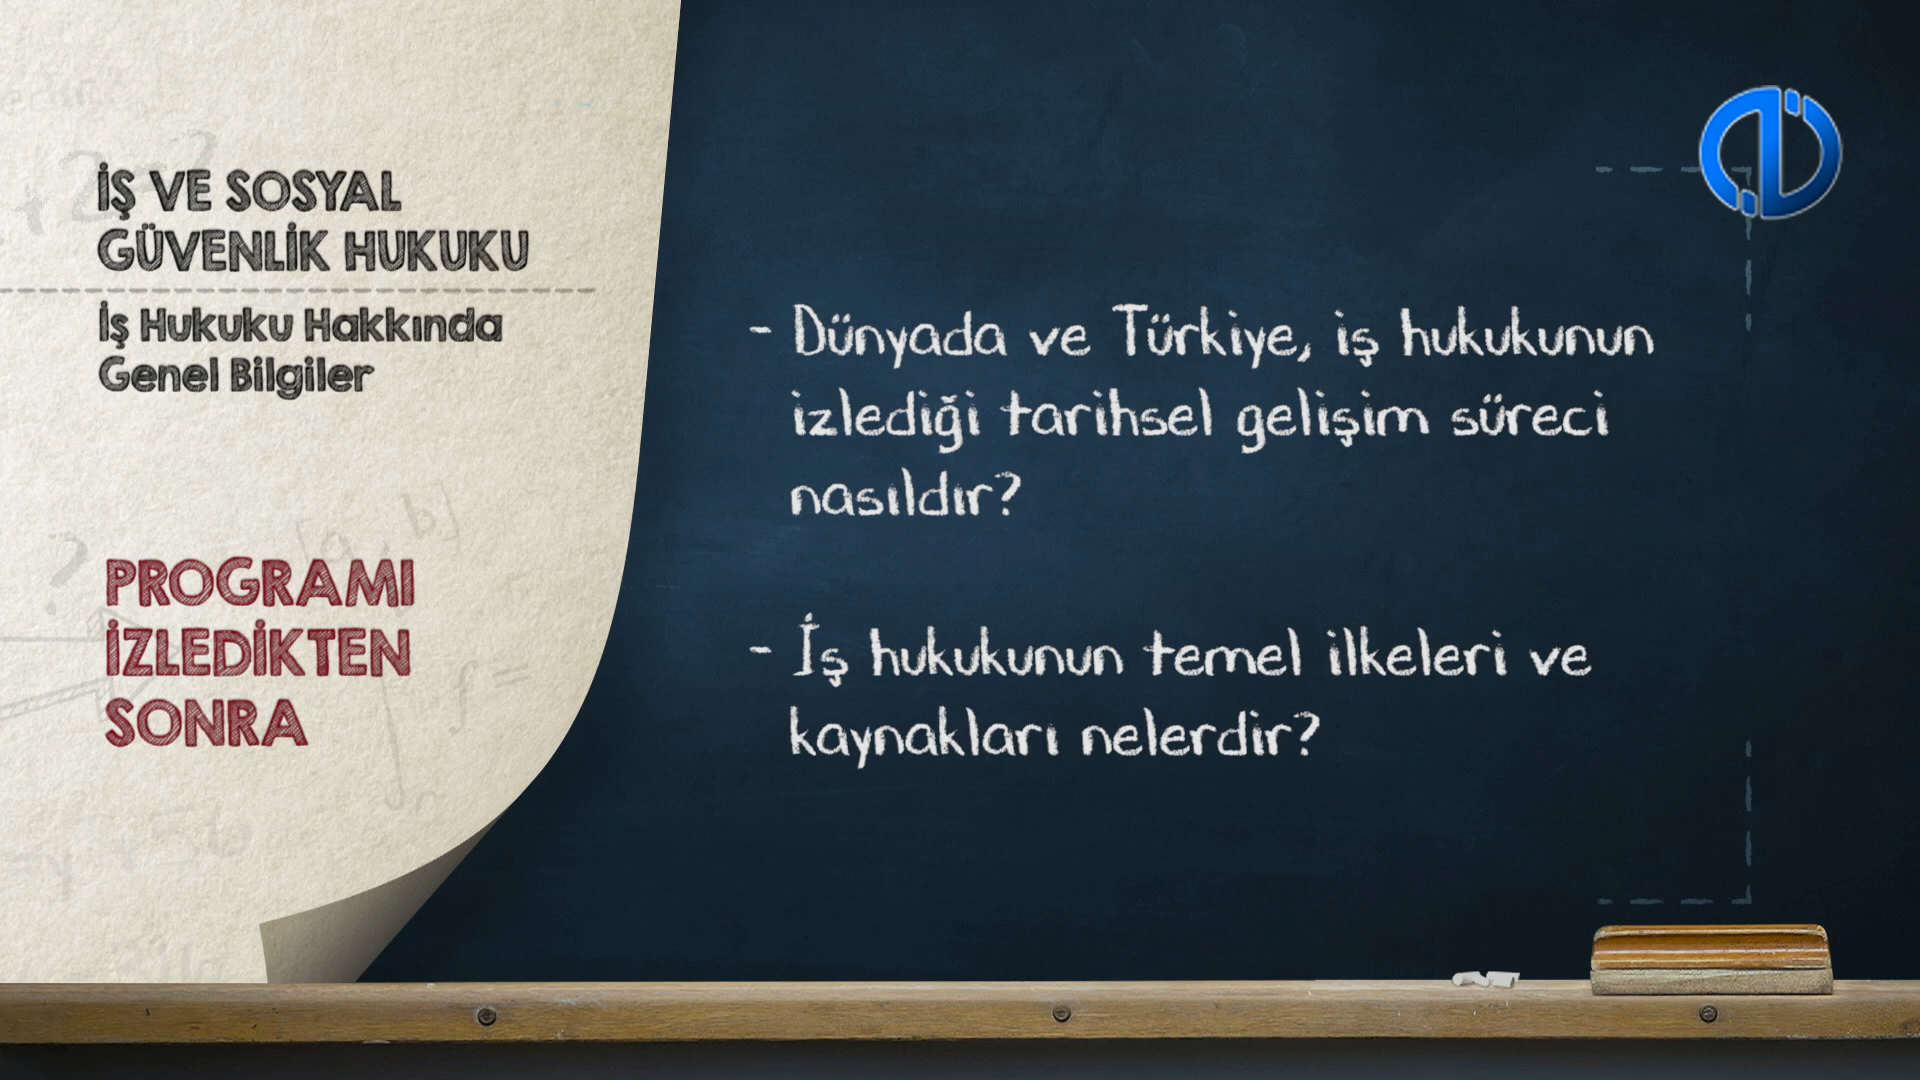 İŞ VE SOSYAL
GÜVENLİK HUKUKU
İş Hukuku Hakkında
Genel Bilgiler
PROGRAMI
İZLEDİKTEN
SONRA
- Dünyada ve Türkiye, iş hukukunun
izlediği tarihsel gelişim süreci
nasıldır?
- İş hukukunun temel ilkeleri ve
kaynakları nelerdir?